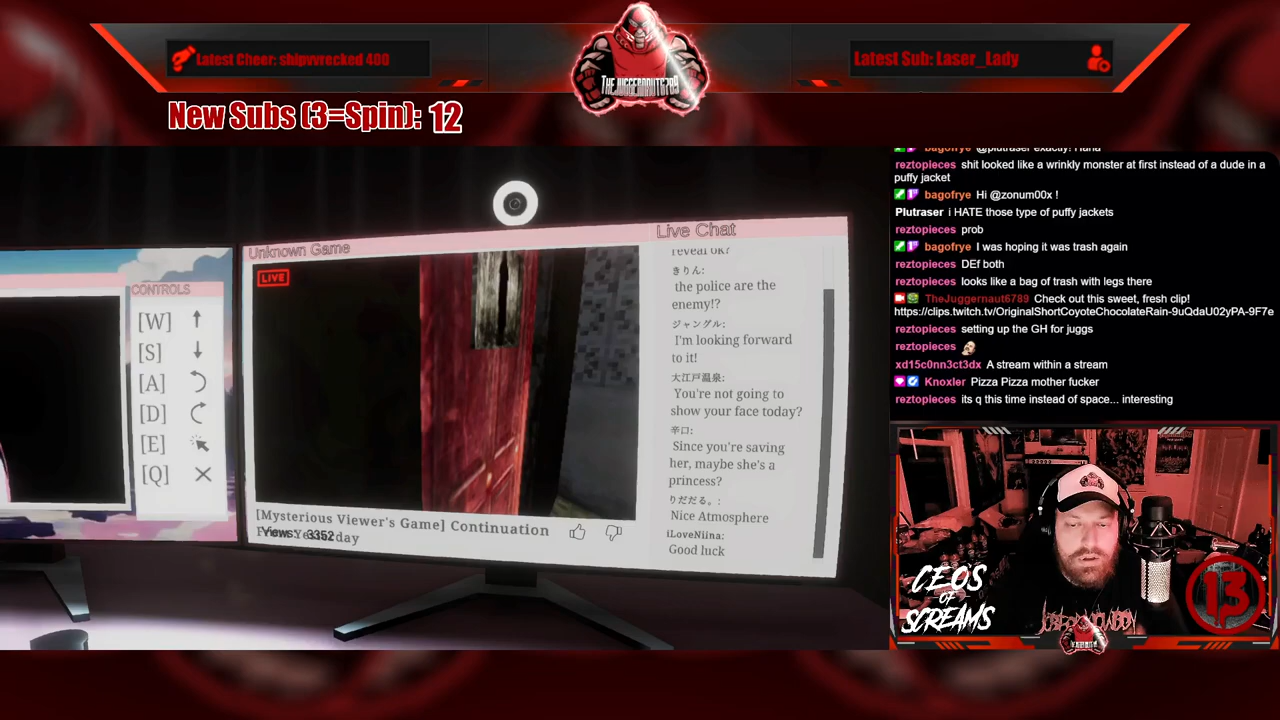 Latest Cheer: shipvvrecked 400
THEJUGGERNAUT6789
Latest Sub: Laser_Lady
New Subs (3=Spin): 12
Unknown Game
Live Chat
LIVE
CONTROLS
[W]
[S]
[A]
[D]
[E]
[Q]
reveal ok?
きりん:
the police are the
enemy!?
ジャングル:
I'm looking forward
to it!
大江戸温泉:
You're not going to
show your face today?
辛口:
Since you're saving
her, maybe she's a
princess?
りだだる。:
Nice Atmosphere
iLoveNiina:
Good luck
[Mysterious Viewer's Game] Continuation
Views: 3352
bagofrye @plutraser exactly! Haha
reztopieces shit looked like a wrinkly monster at first instead of a dude in a
puffy jacket
bagofrye Hi @zonum00x !
Plutraser i HATE those type of puffy jackets
reztopieces prob
bagofrye I was hoping it was trash again
reztopieces DEf both
reztopieces looks like a bag of trash with legs there
TheJuggernaut6789 Check out this sweet, fresh clip!
https://clips.twitch.tv/OriginalShortCoyoteChocolateRain-9uQdaU02yPA-9F7e
reztopieces setting up the GH for juggs
reztopieces
xd15c0nn3ct3dx A stream within a stream
Knoxler Pizza Pizza mother fucker
reztopieces its q this time instead of space... interesting
CEOS
OF
SCREAMS
13